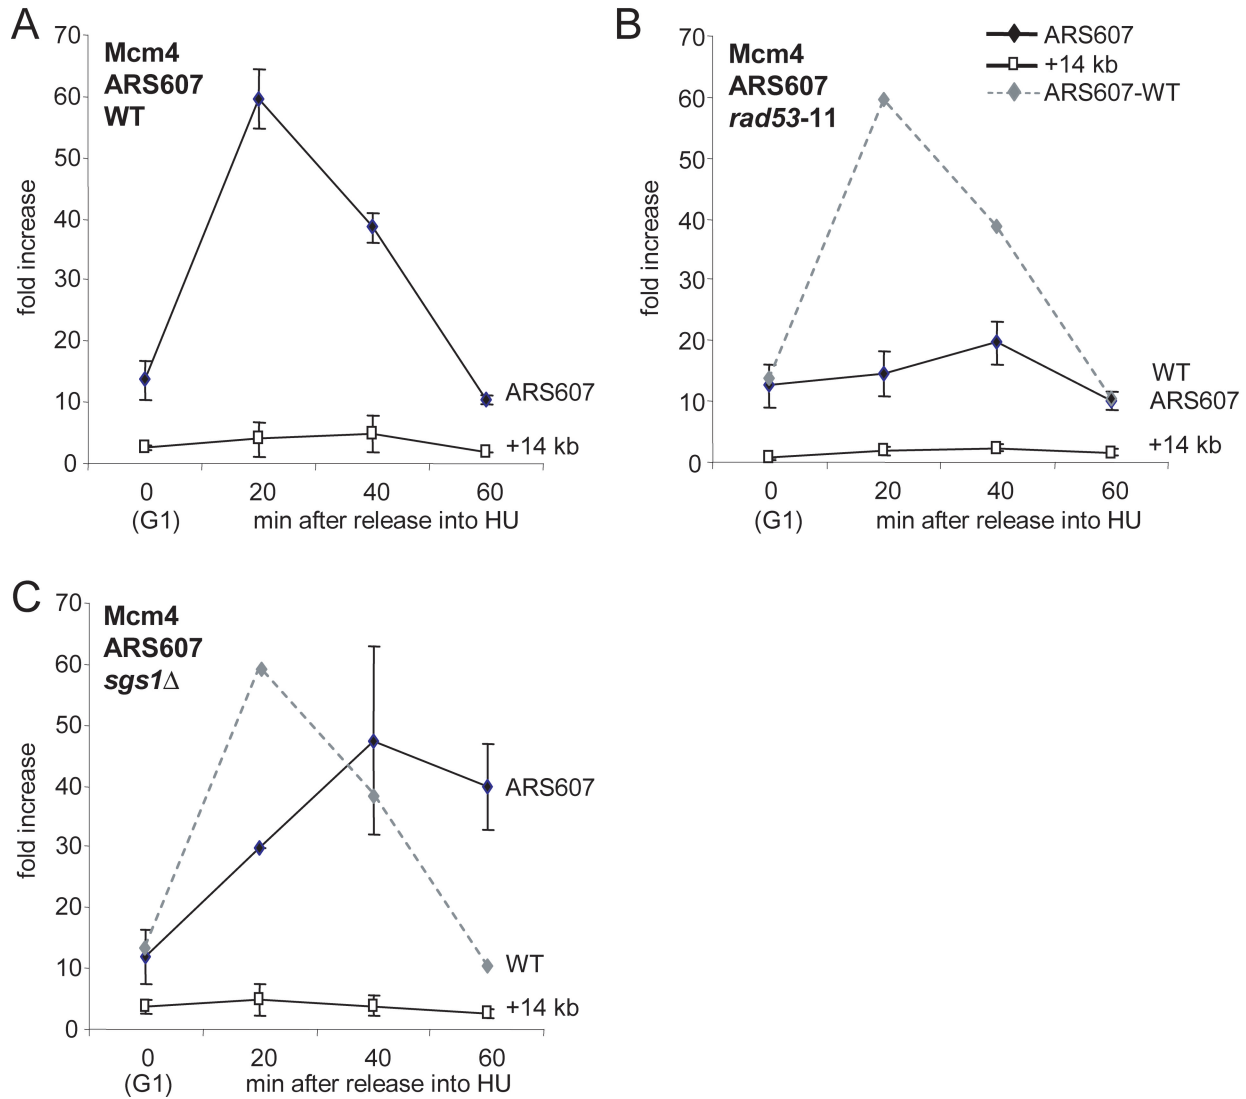 A
Mcm4
ARS607
WT
fold increase
70
60
50
40
30
20
10
0
ARS607
+14 kb
0
20
40
60
(G1)
min after release into HU
B
Mcm4
ARS607
rad53-11
ARS607
+14 kb
ARS607-WT
fold increase
70
60
50
40
30
20
10
0
WT
ARS607
+14 kb
0
20
40
60
(G1)
min after release into HU
C
Mcm4
ARS607
sgs1Δ
fold increase
70
60
50
40
30
20
10
0
ARS607
WT
+14 kb
0
20
40
60
(G1)
min after release into HU